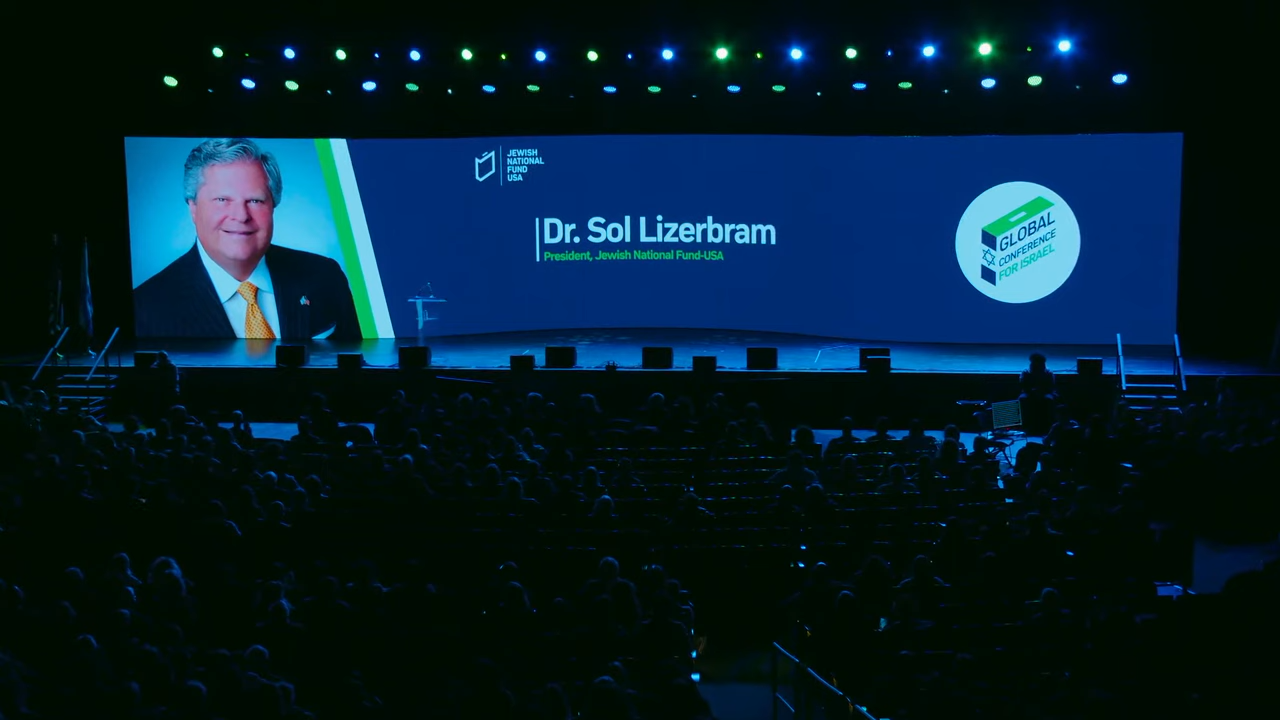 JEWISH
NATIONAL
FUND
USA
Dr. Sol Lizerbram
President, Jewish National Fund-USA
GLOBAL
CONFERENCE
FOR ISRAEL